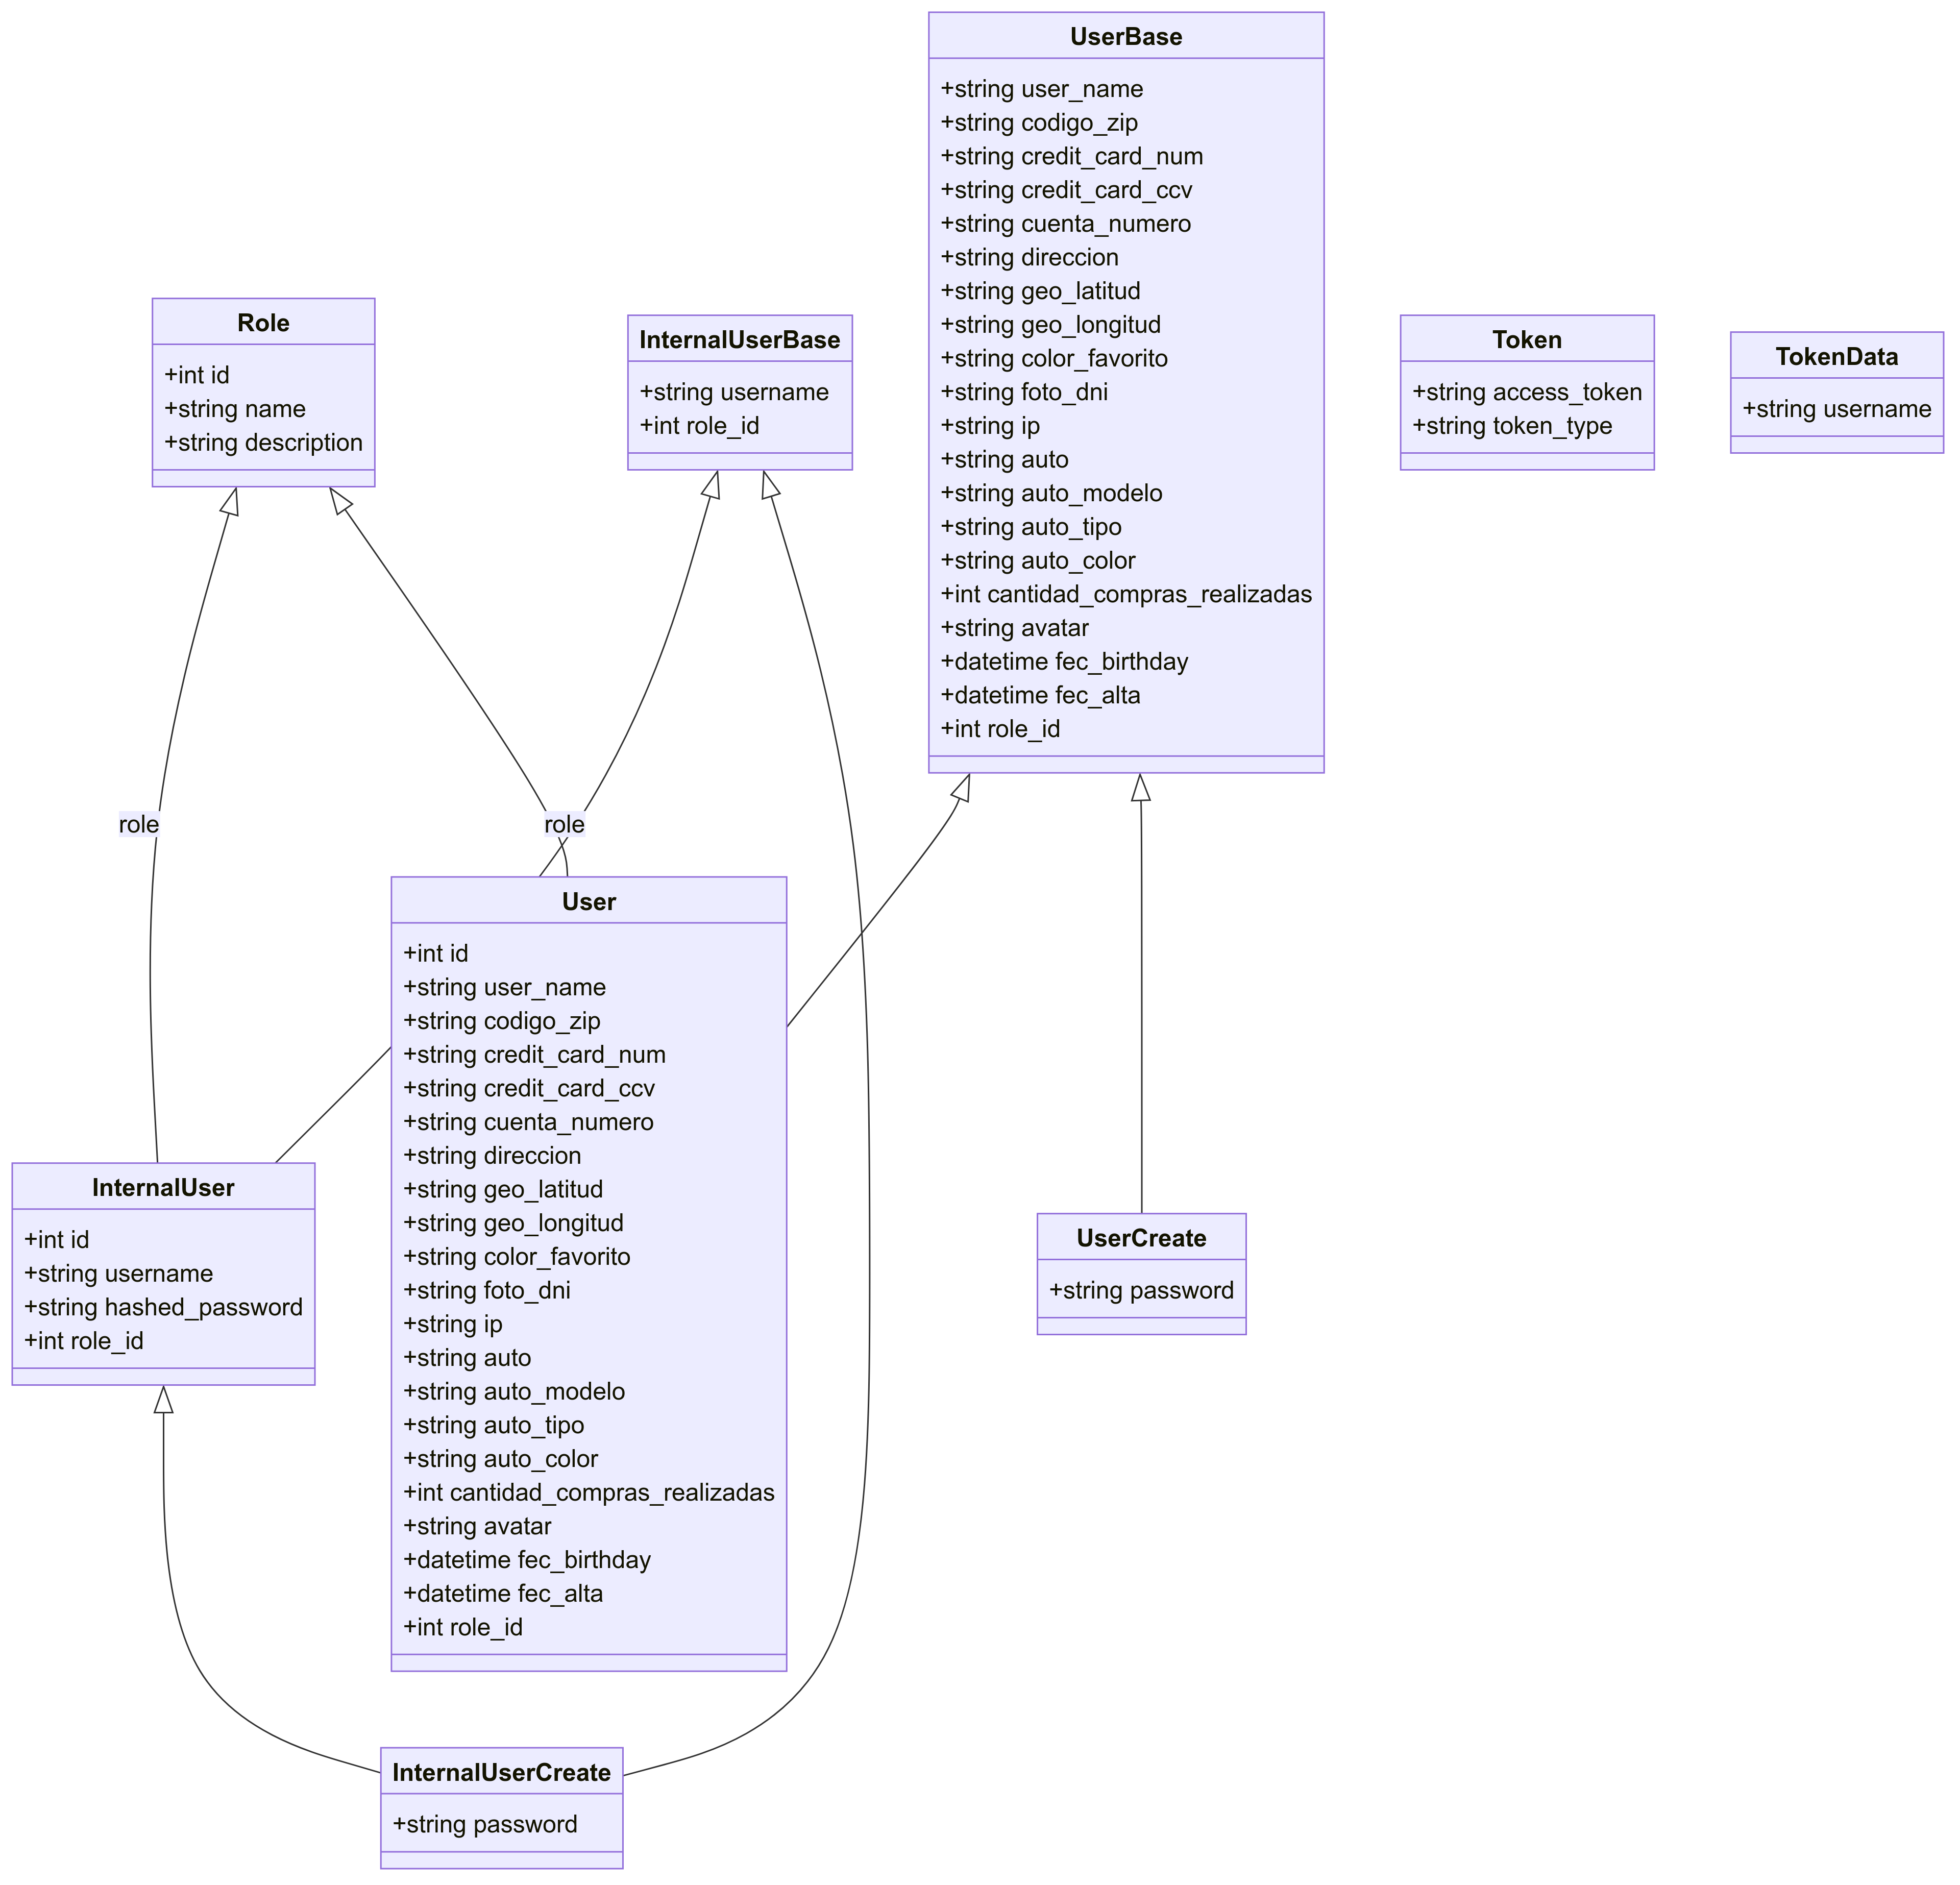 UserBase
+string user_name
+string codigo_zip
+string credit_card_num
+string credit_card_ccv
+string cuenta_numero
+string direccion
+string geo_latitud
+string geo_longitud
+string color_favorito
+string foto_dni
+string ip
+string auto
+string auto_modelo
+string auto_tipo
+string auto_color
+int cantidad_compras_realizadas
+string avatar
+datetime fec_birthday
+datetime fec_alta
+int role_id
Role
+int id
+string name
+string description
InternalUserBase
+string username
+int role_id
Token
+string access_token
+string token_type
TokenData
+string username
role
role
User
+int id
+string user_name
+string codigo_zip
+string credit_card_num
+string credit_card_ccv
+string cuenta_numero
+string direccion
+string geo_latitud
+string geo_longitud
+string color_favorito
+string foto_dni
+string ip
+string auto
+string auto_modelo
+string auto_tipo
+string auto_color
+int cantidad_compras_realizadas
+string avatar
+datetime fec_birthday
+datetime fec_alta
+int role_id
InternalUser
+int id
+string username
+string hashed_password
+int role_id
UserCreate
+string password
InternalUserCreate
+string password